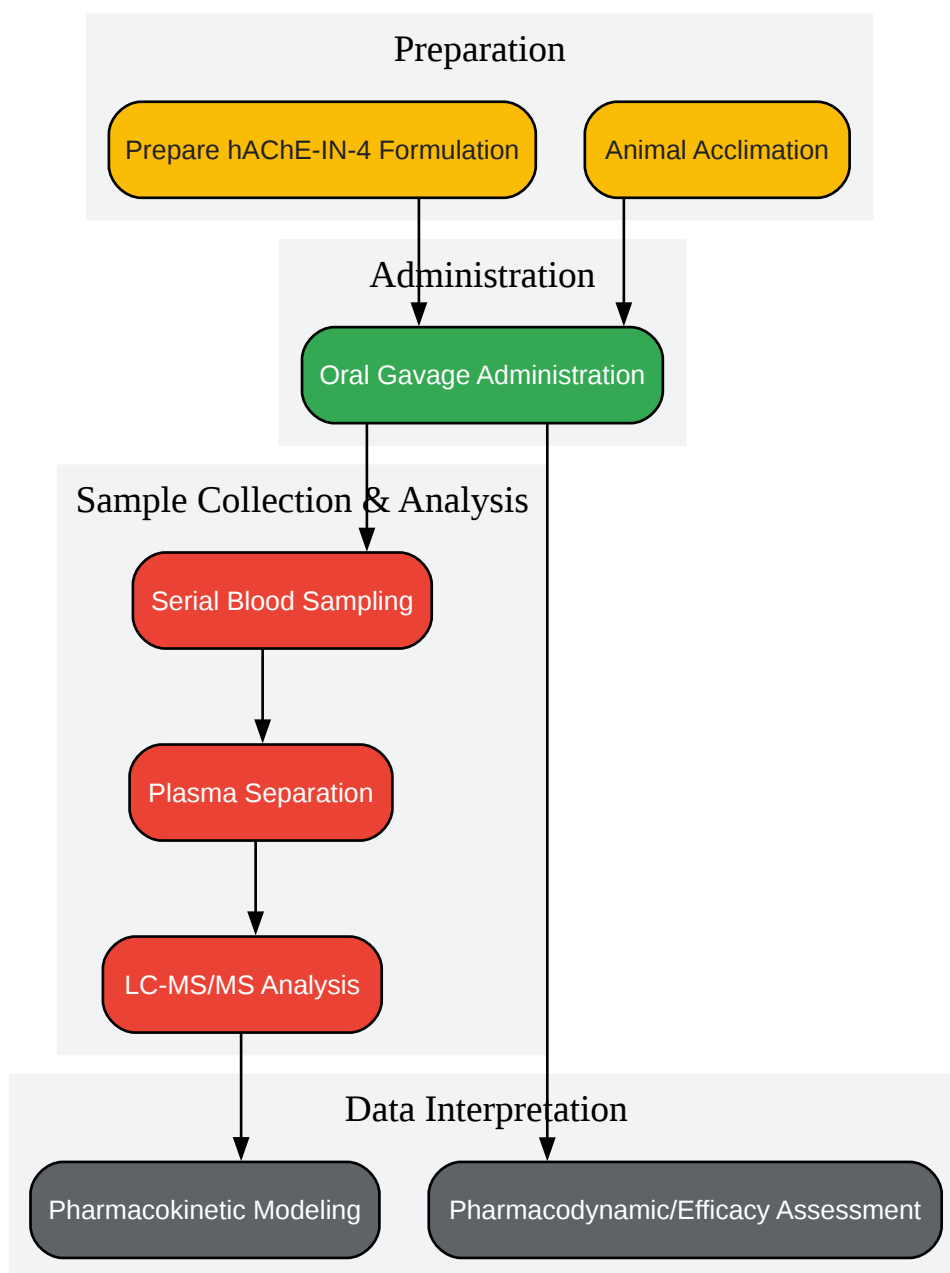 Preparation
Prepare hAChE-IN-4 Formulation
Animal Acclimation
Administration
Oral Gavage Administration
Sample Collection & Analysis
Serial Blood Sampling
Plasma Separation
LC-MS/MS Analysis
Data Interpretation
Pharmacokinetic Modeling
Pharmacodynamic/Efficacy Assessment